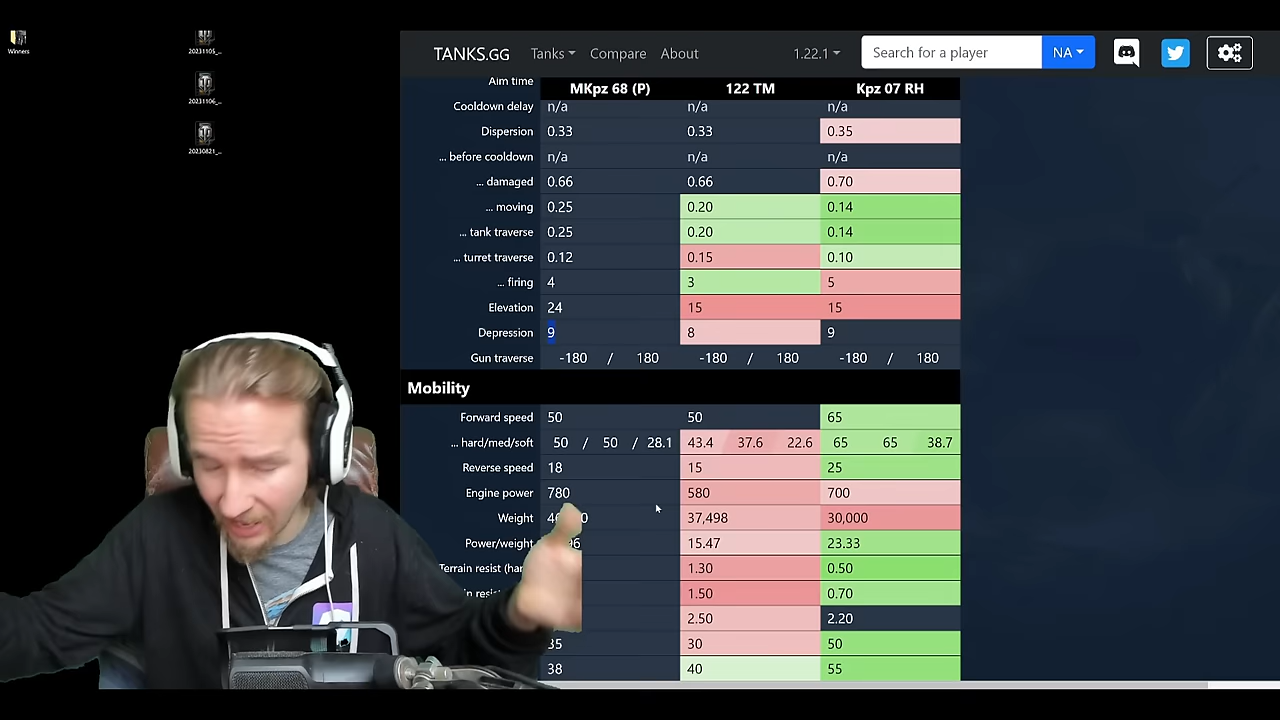 Winners
20231105_...
20231106_...
20230821_...
TANKS.GG Tanks Compare About 1.22.1 Search for a player NA
Aim time
MKpz 68 (P) 122 TM Kpz 07 RH
Cooldown delay n/a n/a n/a
Dispersion 0.33 0.33 0.35
... before cooldown n/a n/a n/a
... damaged 0.66 0.66 0.70
... moving 0.25 0.20 0.14
... tank traverse 0.25 0.20 0.14
... turret traverse 0.12 0.15 0.10
... firing 4 3 5
Elevation 24 15 15
Depression 9 8 9
Gun traverse -180 / 180 -180 / 180 -180 / 180
Mobility
Forward speed 50 50 65
... hard/med/soft 50 / 50 / 28.1 43.4 37.6 22.6 65 65 38.7
Reverse speed 18 15 25
Engine power 780 580 700
Weight 37,498 30,000
Power/weight 15.47 23.33
Terrain resist 1.30 0.50
1.50 0.70
2.50 2.20
35 30 50
38 40 55